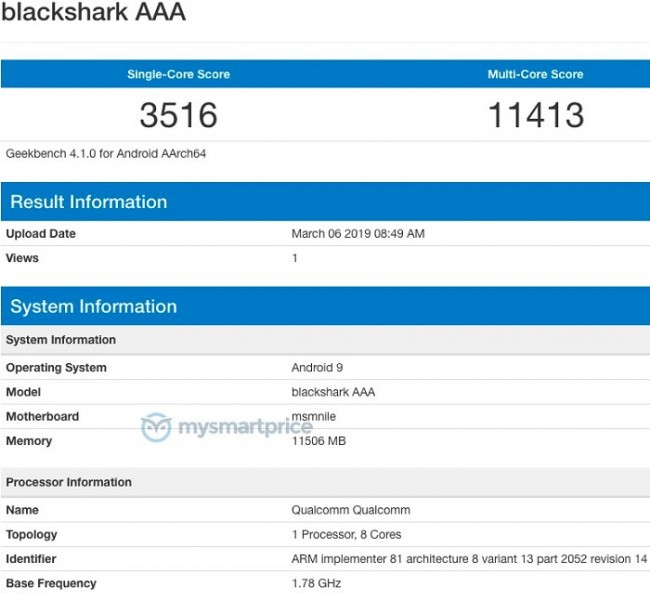 blackshark AAA
Single-Core Score Multi-Core Score
3516 11413
Geekbench 4.1.0 for Android AArch64
Result Information
Upload Date March 06 2019 08:49 AM
Views 1
System Information
System Information
Operating System Android 9
Model blackshark AAA
Motherboard msmnile
mysmartprice
Memory 11506 MB
Processor Information
Name Qualcomm Qualcomm
Topology 1 Processor, 8 Cores
Identifier ARM implementer 81 architecture 8 variant 13 part 2052 revision 14
Base Frequency 1.78 GHz